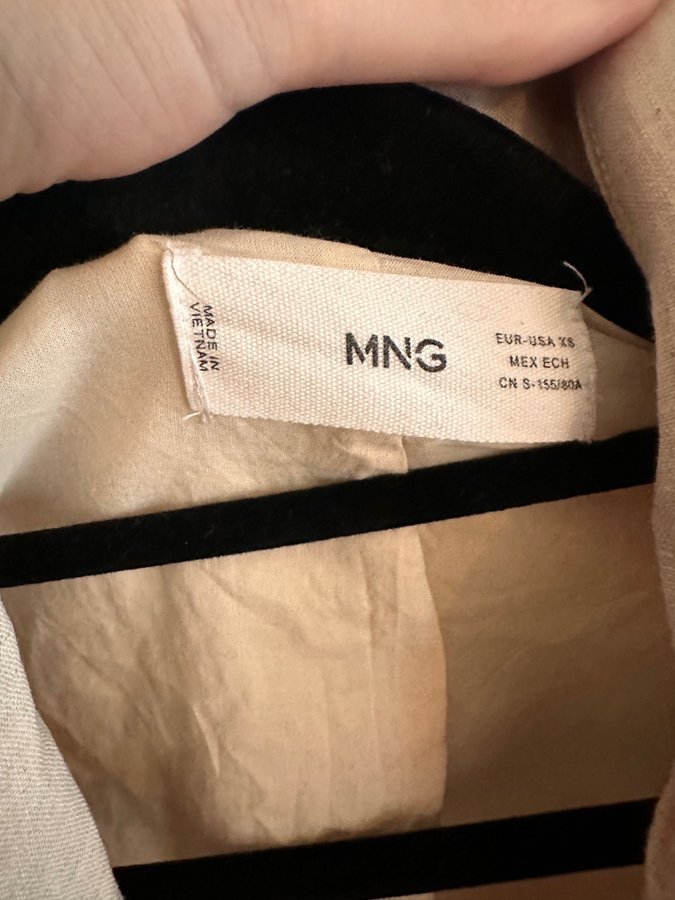 MADE IN
VIETNAM
MNG
EUR-USA XS
MEX ECH
CN S-155/80A